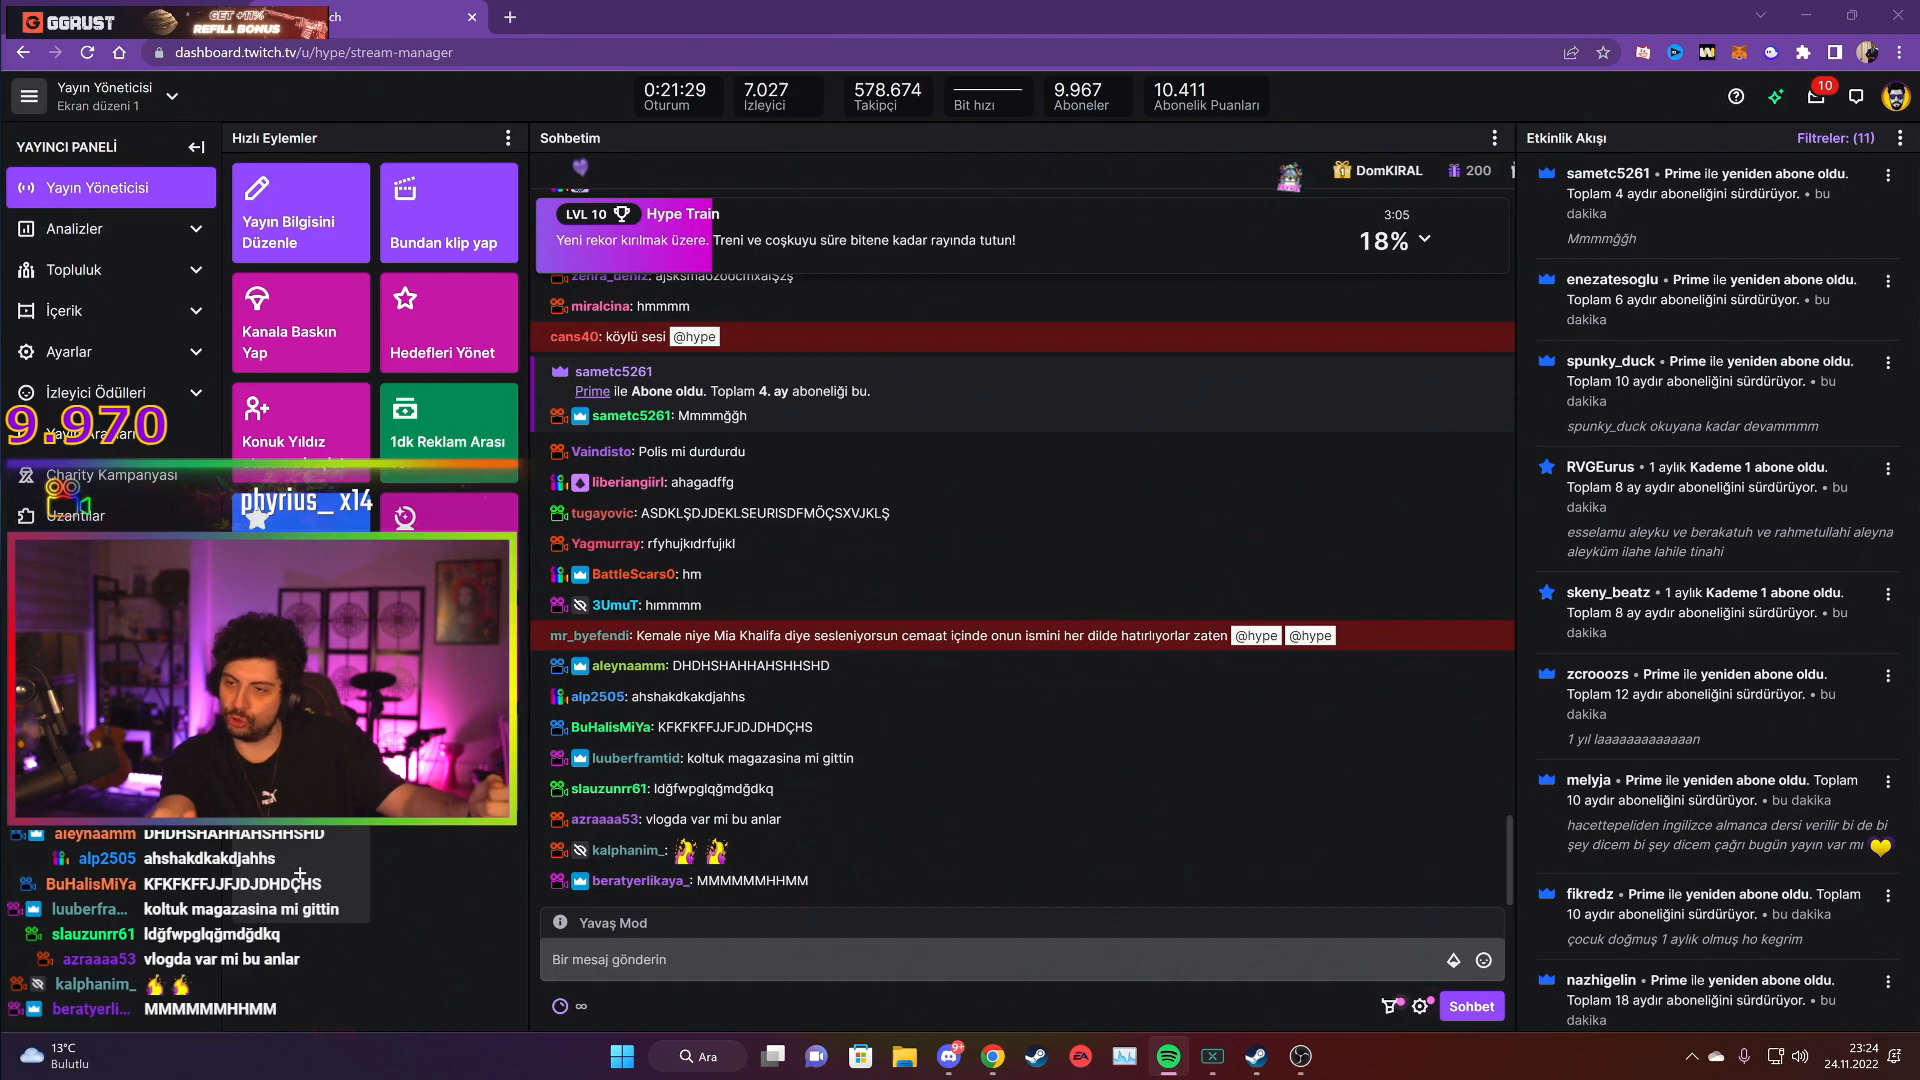 GGRUST
GET +11%
REFILL BONUS
ch
dashboard.twitch.tv/u/hype/stream-manager
Yayın Yöneticisi
Ekran düzeni 1
0:21:29
Oturum
7.027
İzleyici
578.674
Takipçi
Bit hızı
9.967
Aboneler
10.411
Abonelik Puanları
10
YAYINCI PANELİ
Yayın Yöneticisi
Analizler
Topluluk
İçerik
Ayarlar
İzleyici Ödülleri
9.970
Charity Kampanyası
Uzantılar
phyrius_ x14
Hızlı Eylemler
Yayın Bilgisini
Düzenle
Bundan klip yap
Kanala Baskın
Yap
Hedefleri Yönet
Konuk Yıldız
1dk Reklam Arası
Sohbetim
DomKIRAL
200
LVL 10
Hype Train
Yeni rekor kırılmak üzere. Treni ve coşkuyu süre bitene kadar rayında tutun!
3:05
18%
miralcina: hmmmm
cans40: köylü sesi @hype
sametc5261
Prime ile Abone oldu. Toplam 4. ay aboneliği bu.
sametc5261: Mmmmğğh
Vaindisto: Polis mi durdurdu
liberiangiirl: ahagadffg
tugayovic: ASDKLŞDJDEKLSEURISDFMÖÇSXVJKLŞ
Yagmurray: rfyhujkıdrfujıkl
BattleScars0: hm
3UmuT: hımmmm
mr_byefendi: Kemale niye Mia Khalifa diye sesleniyorsun cemaat içinde onun ismini her dilde hatırlıyorlar zaten @hype @hype
aleynaamm: DHDHSHAHHAHSHHSHD
alp2505: ahshakdkakdjahhs
BuHalisMiYa: KFKFKFFJJFJDJDHDÇHS
luuberframtid: koltuk magazasina mi gittin
slauzunrr61: ldğfwpglqğmdğdkq
azraaaa53: vlogda var mi bu anlar
kalphanim_:
beratyerlikaya_: MMMMMMHHMM
Yavaş Mod
Bir mesaj gönderin
∞
Sohbet
Etkinlik Akışı
Filtreler: (11)
sametc5261 • Prime ile yeniden abone oldu.
Toplam 4 aydır aboneliğini sürdürüyor. • bu
dakika
Mmmmğğh
enezatesoglu • Prime ile yeniden abone oldu.
Toplam 6 aydır aboneliğini sürdürüyor. • bu
dakika
spunky_duck • Prime ile yeniden abone oldu.
Toplam 10 aydır aboneliğini sürdürüyor. • bu
dakika
spunky_duck okuyana kadar devammmm
RVGEurus • 1 aylık Kademe 1 abone oldu.
Toplam 8 ay aydır aboneliğini sürdürüyor. • bu
dakika
esselamu aleyku ve berakatuh ve rahmetullahi aleyna
aleyküm ilahe lahile tinahi
skeny_beatz • 1 aylık Kademe 1 abone oldu.
Toplam 8 ay aydır aboneliğini sürdürüyor. • bu
dakika
zcrooozs • Prime ile yeniden abone oldu.
Toplam 12 aydır aboneliğini sürdürüyor. • bu
dakika
1 yıl laaaaaaaaaaaaan
melyja • Prime ile yeniden abone oldu. Toplam
10 aydır aboneliğini sürdürüyor. • bu dakika
hacettepeliden ingilizce almanca dersi verilir bi de bi
şey dicem bi şey dicem çağrı bugün yayın var mı
fikredz • Prime ile yeniden abone oldu. Toplam
10 aydır aboneliğini sürdürüyor. • bu dakika
çocuk doğmuş 1 aylık olmuş ho kegrim
nazhigelin • Prime ile yeniden abone oldu.
Toplam 18 aydır aboneliğini sürdürüyor. • bu
dakika
aleynaamm DHDHSHAHHAHSHHSHD
alp2505 ahshakdkakdjahhs
BuHalisMiYa KFKFKFFJJFJDJDHDÇHS
luuberfra... koltuk magazasina mi gittin
slauzunrr61 ldğfwpglqğmdğdkq
azraaaa53 vlogda var mi bu anlar
kalphanim_
beratyerli... MMMMMMHHMM
13°C
Bulutlu
Ara
9+
23:24
24.11.2022